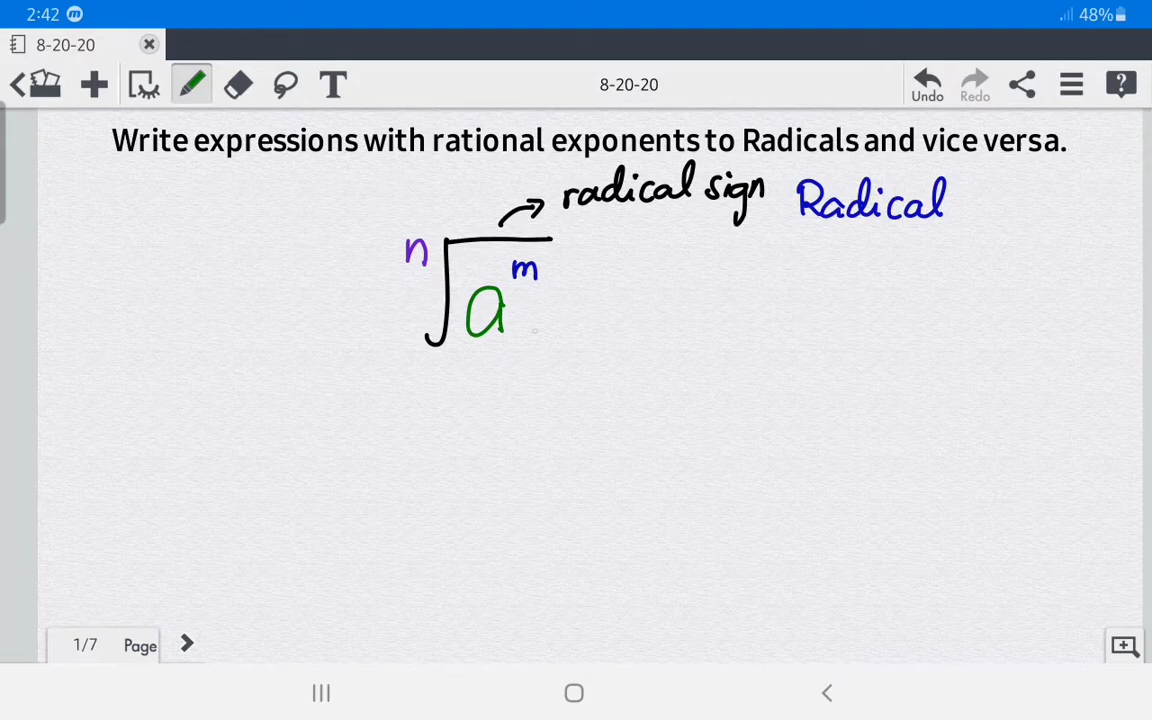 2:42 48%
8-20-20
8-20-20 Undo Redo
Write expressions with rational exponents to Radicals and vice versa.
radical sign Radical
n√a^m
1/7 Page